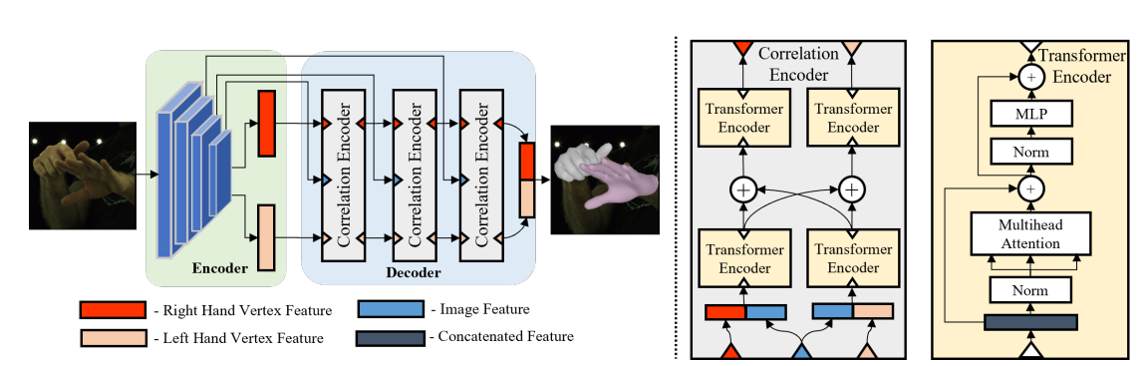 Correlation Encoder
Correlation Encoder
Correlation Encoder
Encoder
Decoder
- Right Hand Vertex Feature
- Image Feature
- Left Hand Vertex Feature
- Concatenated Feature
Correlation
Encoder
Transformer
Encoder
Transformer
Encoder
+
+
Transformer
Encoder
Transformer
Encoder
Transformer
Encoder
+
MLP
Norm
+
Multihead
Attention
Norm